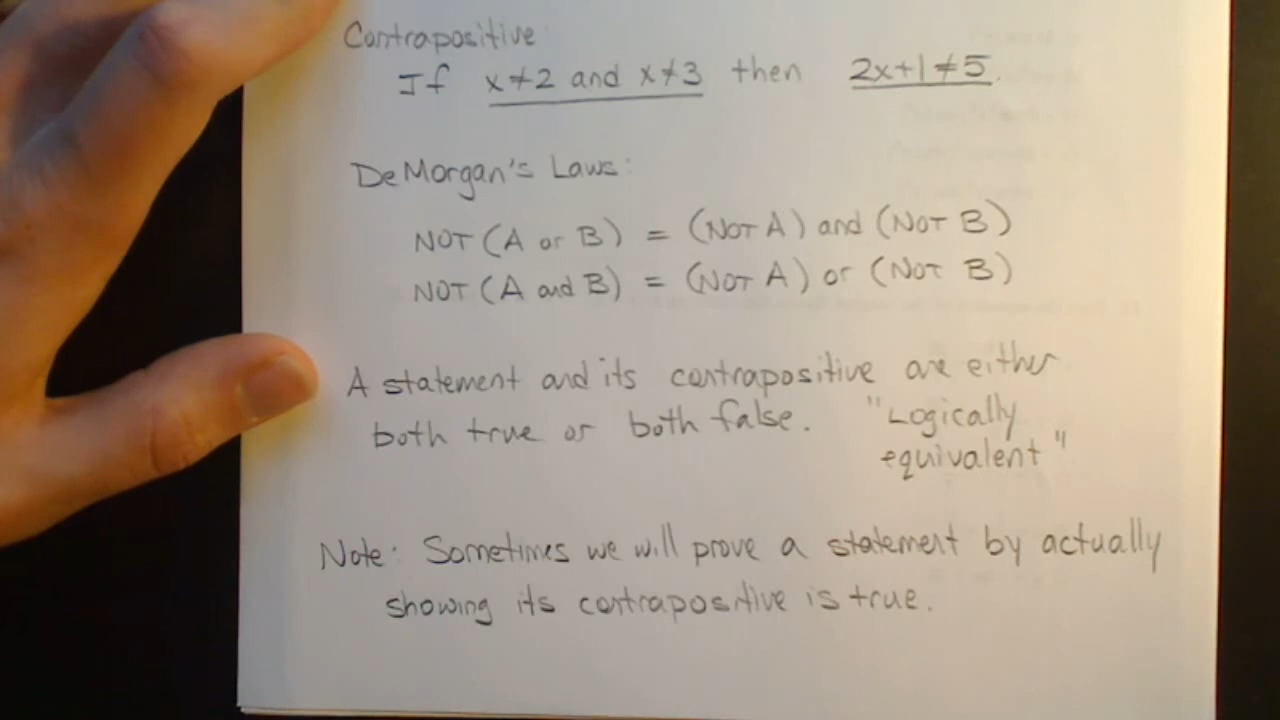 Contrapositive:
If x≠2 and x≠3 then 2x+1≠5.
DeMorgan's Laws:
NOT (A or B) = (NOT A) and (NOT B)
NOT (A and B) = (NOT A) or (NOT B)
A statement and its contrapositive are either
both true or both false. "Logically
equivalent"
Note: Sometimes we will prove a statement by actually
showing its contrapositive is true.